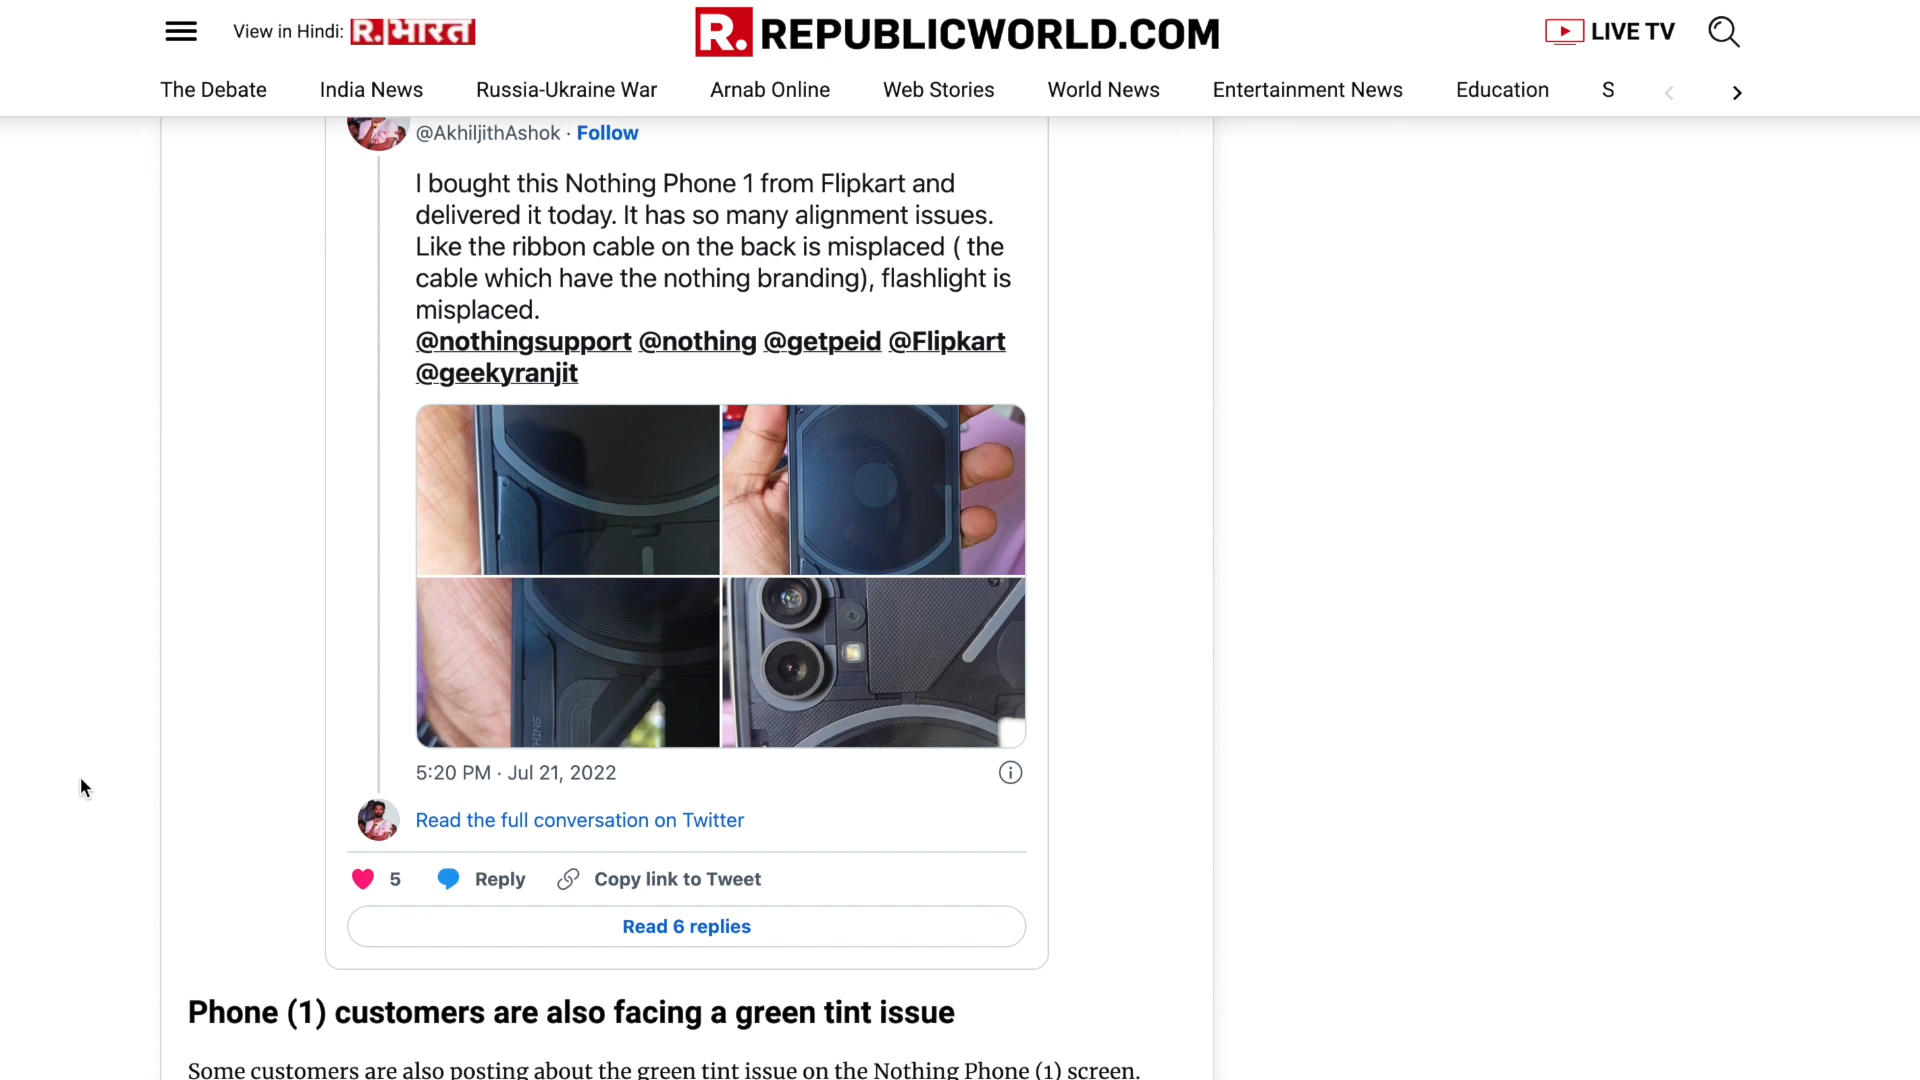 View in Hindi: R.भारत
R. REPUBLICWORLD.COM
LIVE TV
The Debate India News Russia-Ukraine War Arnab Online Web Stories World News Entertainment News Education S
@AkhiljithAshok · Follow
I bought this Nothing Phone 1 from Flipkart and
delivered it today. It has so many alignment issues.
Like the ribbon cable on the back is misplaced ( the
cable which have the nothing branding), flashlight is
misplaced.
@nothingsupport @nothing @getpeid @Flipkart
@geekyranjit
5:20 PM · Jul 21, 2022
Read the full conversation on Twitter
5 Reply Copy link to Tweet
Read 6 replies
Phone (1) customers are also facing a green tint issue
Some customers are also posting about the green tint issue on the Nothing Phone (1) screen.